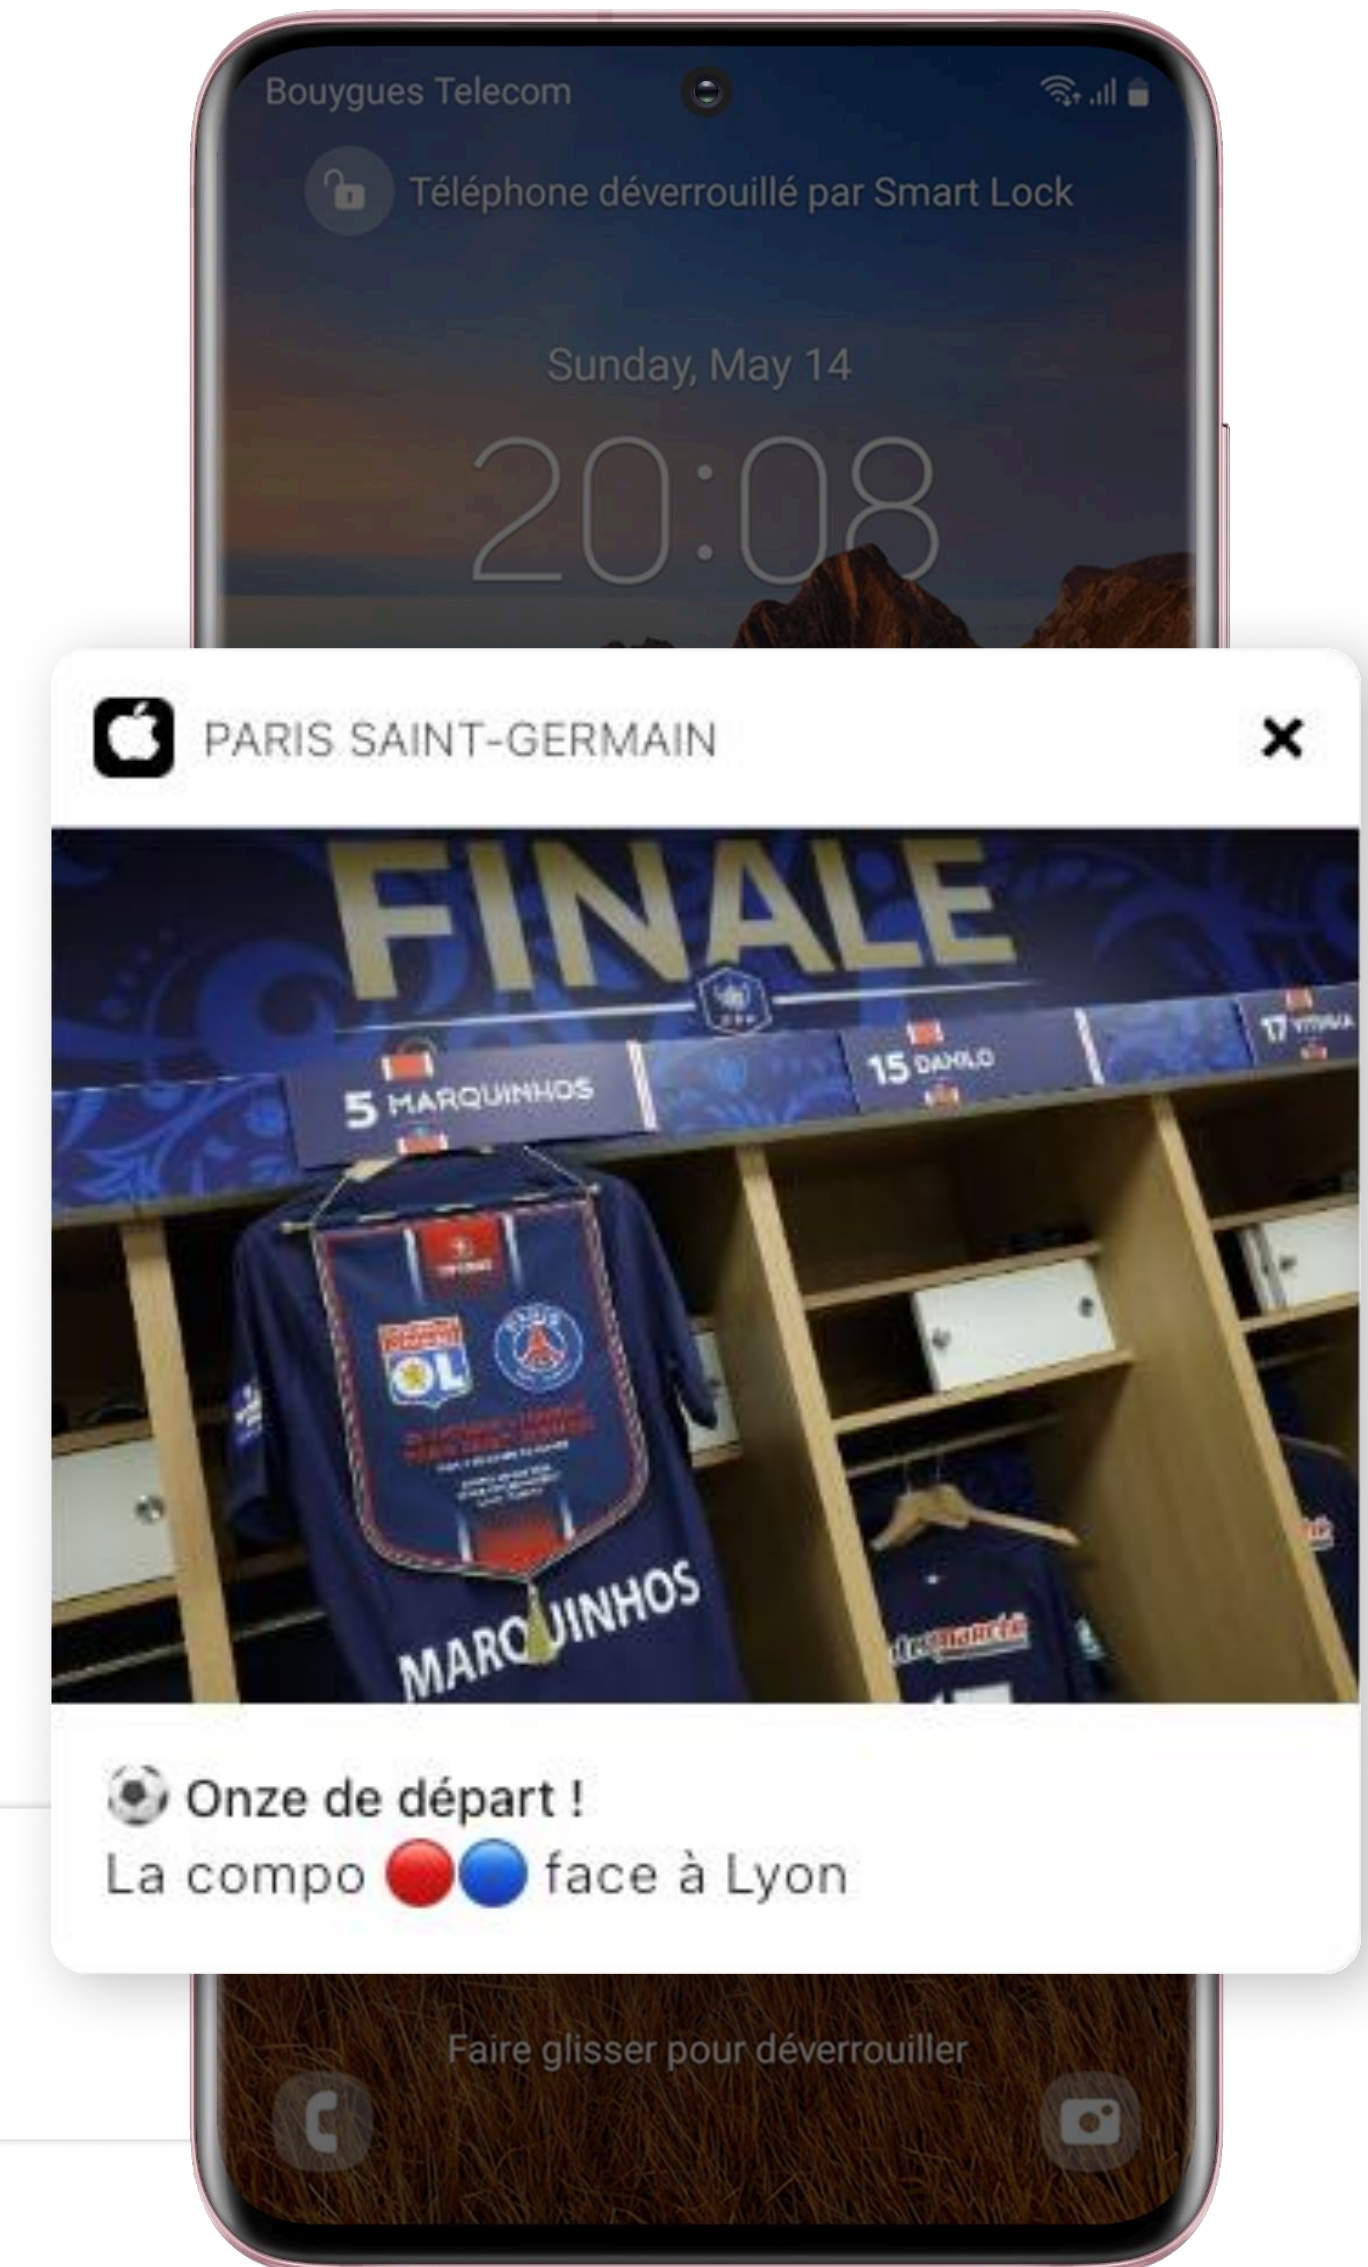 Bouygues Telecom
Téléphone déverrouillé par Smart Lock
Sunday, May 14
20:08
PARIS SAINT-GERMAIN
FINALE
5 MARQUINHOS
15 DANILO
17 VITINHA
OL
PARIS
MARQUINHOS
⚽ Onze de départ !
La compo 🔴🔵 face à Lyon
Faire glisser pour déverrouiller